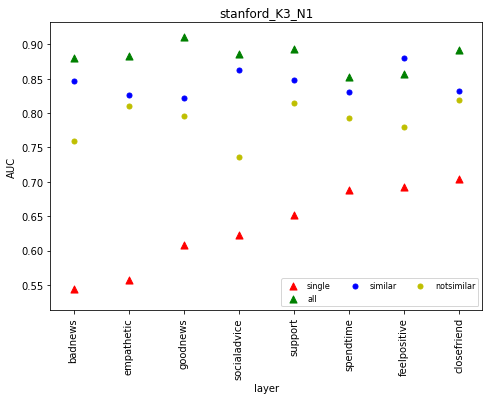 stanford_K3_N1
AUC
0.90
0.85
0.80
0.75
0.70
0.65
0.60
0.55
single similar notsimilar
all
badnews empathetic goodnews socialadvice support spendtime feelpositive closefriend
layer